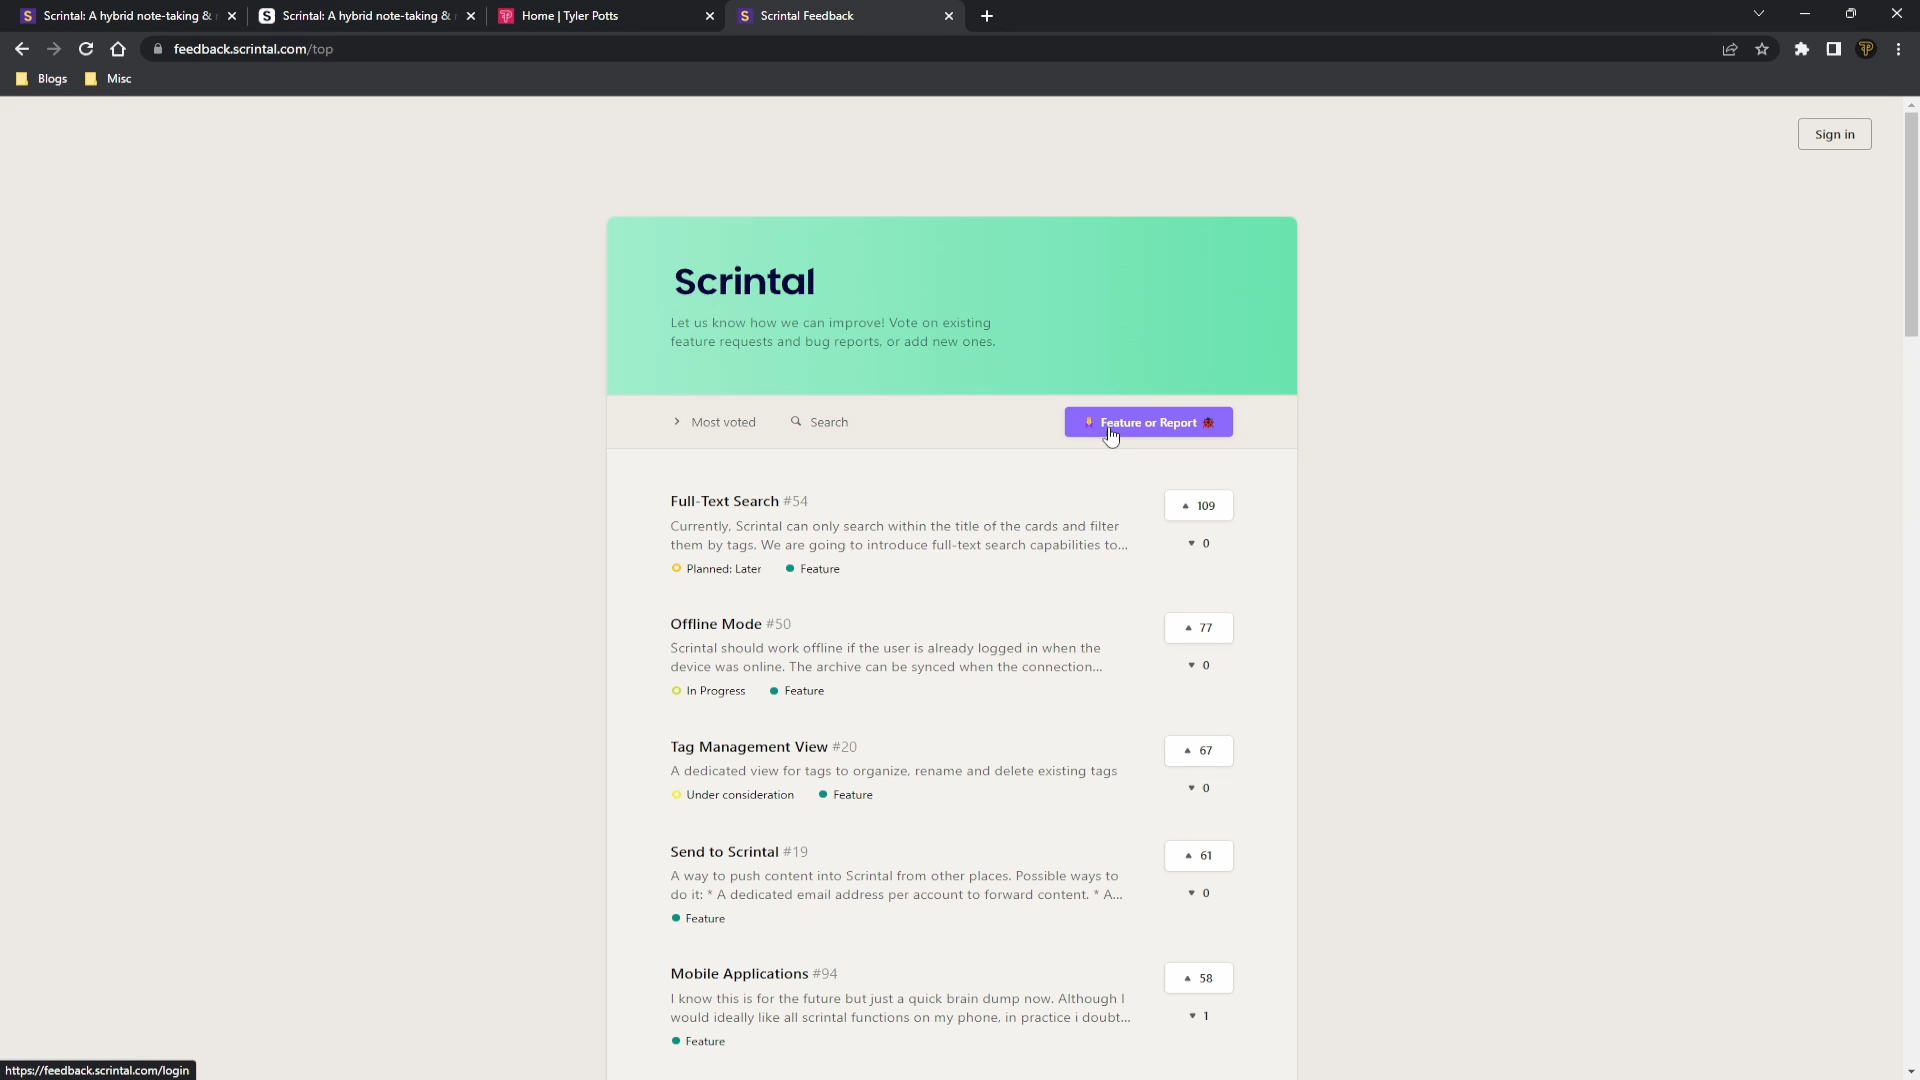 Scrintal: A hybrid note-taking &
Scrintal: A hybrid note-taking &
Home | Tyler Potts
Scrintal Feedback
feedback.scrintal.com/top
Blogs
Misc
Sign in
Scrintal
Let us know how we can improve! Vote on existing
feature requests and bug reports, or add new ones.
Most voted
Search
Feature or Report
Full-Text Search #54
109
Currently, Scrintal can only search within the title of the cards and filter
them by tags. We are going to introduce full-text search capabilities to...
0
Planned: Later
Feature
Offline Mode #50
77
Scrintal should work offline if the user is already logged in when the
device was online. The archive can be synced when the connection...
0
In Progress
Feature
Tag Management View #20
67
A dedicated view for tags to organize, rename and delete existing tags
0
Under consideration
Feature
Send to Scrintal #19
61
A way to push content into Scrintal from other places. Possible ways to
do it: * A dedicated email address per account to forward content. * A...
0
Feature
Mobile Applications #94
58
I know this is for the future but just a quick brain dump now. Although I
would ideally like all scrintal functions on my phone, in practice i doubt...
1
Feature
https://feedback.scrintal.com/login